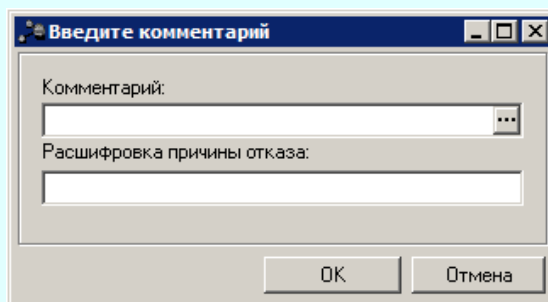 Введите комментарий
Комментарий:
...
Расшифровка причины отказа:
OK
Отмена